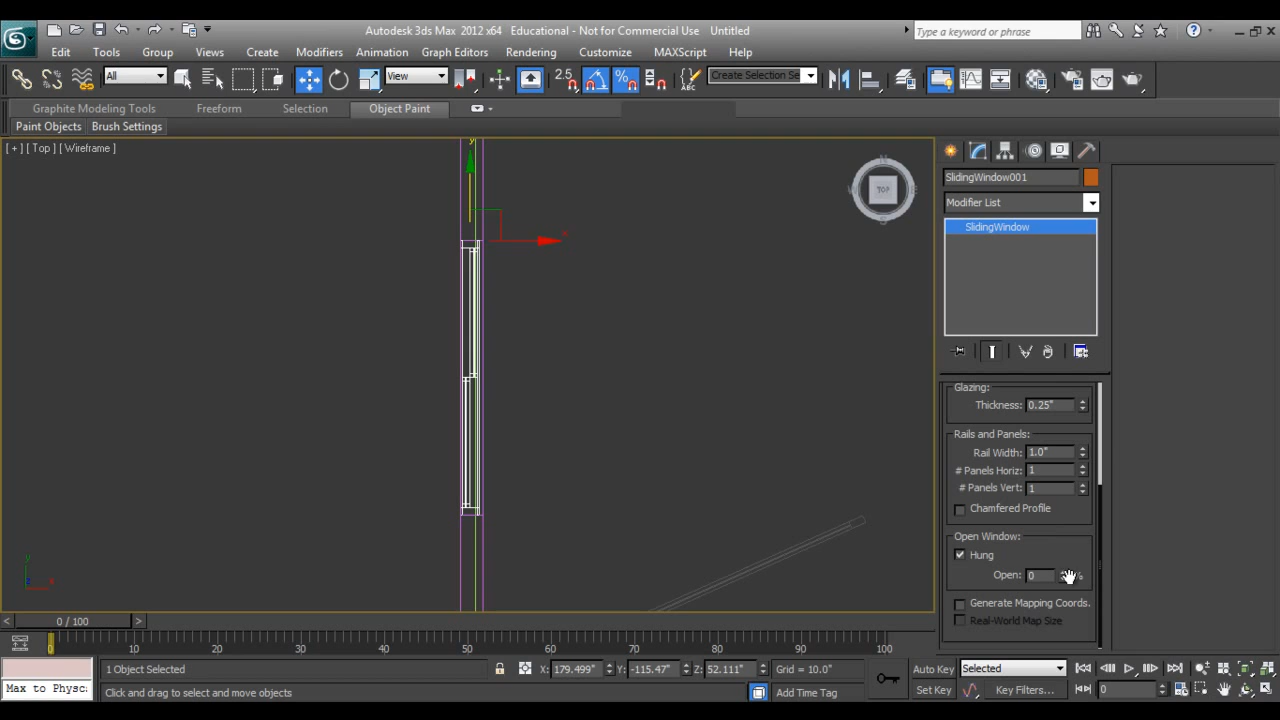 Autodesk 3ds Max 2012 x64 Educational - Not for Commercial Use Untitled
Type a keyword or phrase
Edit Tools Group Views Create Modifiers Animation Graph Editors Rendering Customize MAXScript Help
All View 2.5 Create Selection Se
Graphite Modeling Tools Freeform Selection Object Paint
Paint Objects Brush Settings
[ + ] [ Top ] [ Wireframe ]
TOP
SlidingWindow001
Modifier List
SlidingWindow
Glazing:
Thickness: 0.25"
Rails and Panels:
Rail Width: 1.0"
# Panels Horiz: 1
# Panels Vert: 1
Chamfered Profile
Open Window:
Hung
Open: 0 %
Generate Mapping Coords.
Real-World Map Size
y
x
< 0 / 100 >
0 10 20 30 40 50 60 70 80 90 100
1 Object Selected X: 179.499" Y: -115.47" Z: 52.111" Grid = 10.0" Auto Key Selected
Max to Physc: Click and drag to select and move objects Add Time Tag Set Key Key Filters... 0